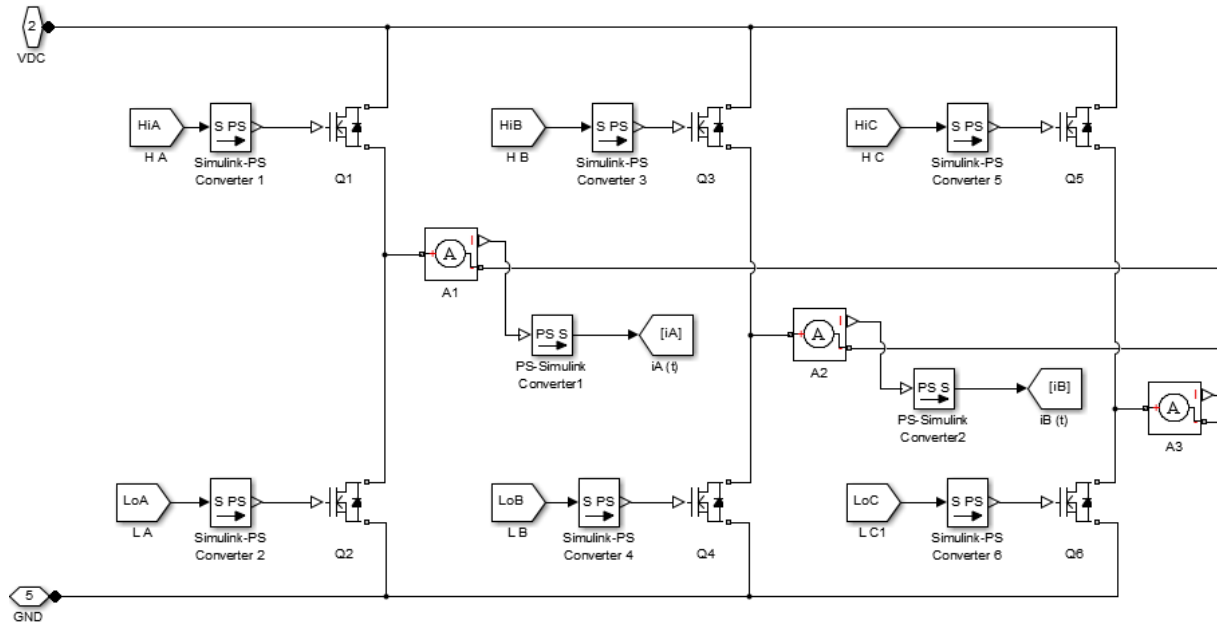 2
VDC
HiA
H A
S PS
Simulink-PS
Converter 1
Q1
HiB
H B
S PS
Simulink-PS
Converter 3
Q3
HiC
H C
S PS
Simulink-PS
Converter 5
Q5
I
A
A1
PS S
PS-Simulink
Converter1
[iA]
iA (t)
I
A
A2
PS S
PS-Simulink
Converter2
[iB]
iB (t)
I
A
A3
LoA
L A
S PS
Simulink-PS
Converter 2
Q2
LoB
L B
S PS
Simulink-PS
Converter 4
Q4
LoC
L C1
S PS
Simulink-PS
Converter 6
Q6
5
GND